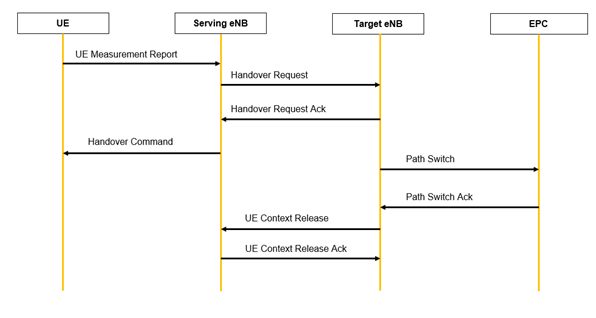 UE
Serving eNB
Target eNB
EPC
UE Measurement Report
Handover Request
Handover Request Ack
Handover Command
Path Switch
Path Switch Ack
UE Context Release
UE Context Release Ack